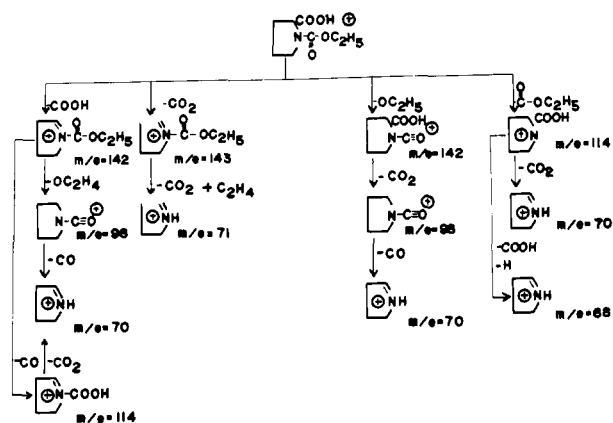 COOH ⊕
N-C-OC₂H₅
O
-COOH
-CO₂
-OC₂H₅
O
C-OC₂H₅
O
⊕ N-C-OC₂H₅
m/e=142
O
⊕ N-C-OC₂H₅
m/e=143
COOH
N-C≡O⊕
m/e=142
COOH
⊕ N
m/e=114
-OC₂H₄
-CO₂ + C₂H₄
-CO₂
-CO₂
N-C≡O⊕
m/e=98
⊕ NH
m/e=71
N-C≡O⊕
m/e=98
⊕ NH
m/e=70
-CO
-CO
-COOH
-H
⊕ NH
m/e=70
⊕ NH
m/e=70
⊕ NH
m/e=68
-CO -CO₂
⊕ N-COOH
m/e=114